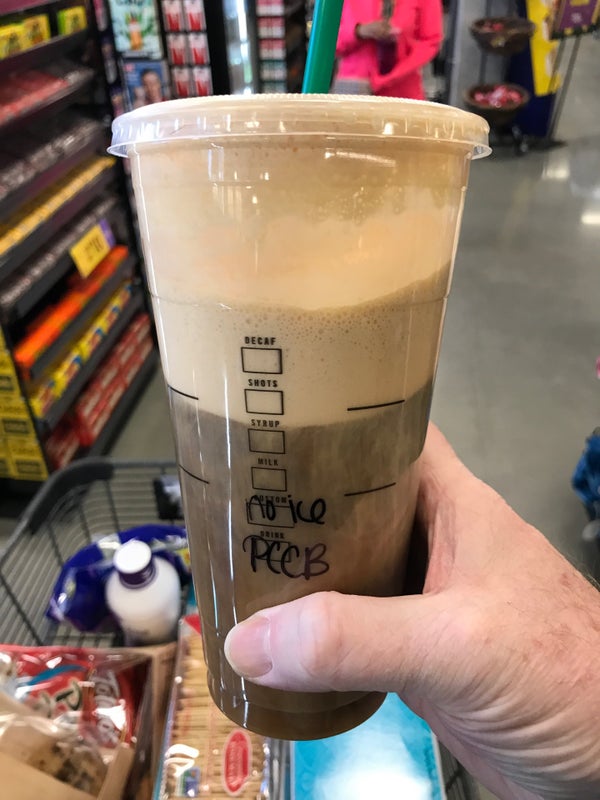 DECAF
SHOTS
SYRUP
MILK
CUSTOM
No ice
DRINK
PCCB